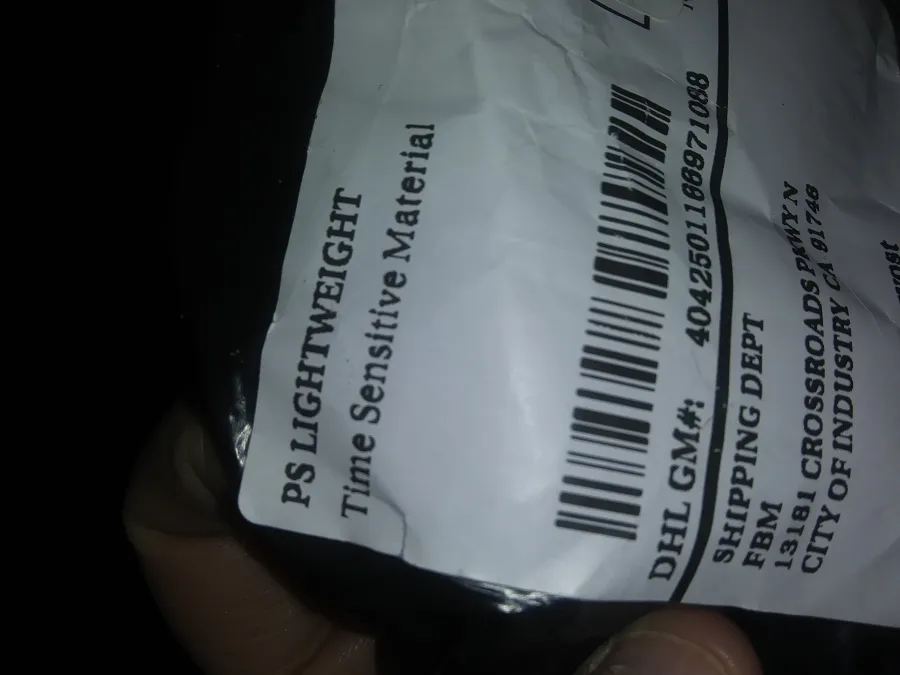 PS LIGHTWEIGHT
Time Sensitive Material
DHL GM#: 4042501166971088
SHIPPING DEPT
FBM
13181 CROSSROADS PKWY N
CITY OF INDUSTRY CA 91746